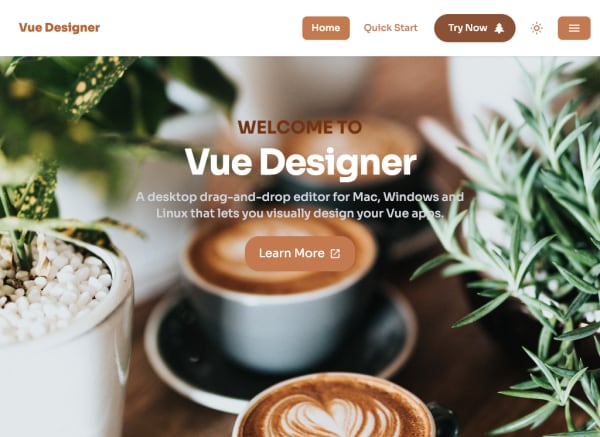 Vue Designer
Home
Quick Start
Try Now
WELCOME TO
Vue Designer
A desktop drag-and-drop editor for Mac, Windows and
Linux that lets you visually design your Vue apps.
Learn More